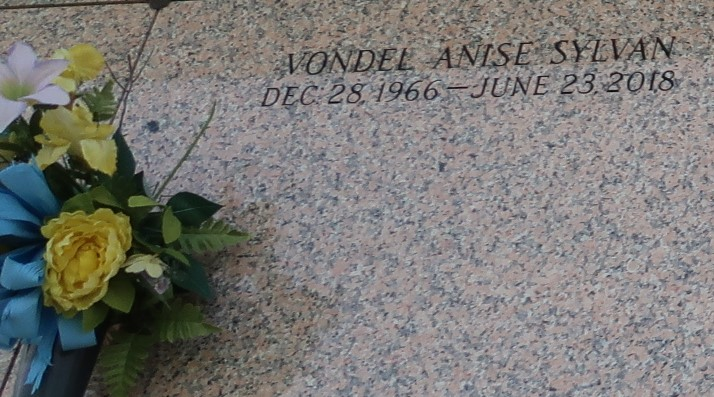 VONDEL ANISE SYLVAN
DEC. 28, 1966 – JUNE 23, 2018